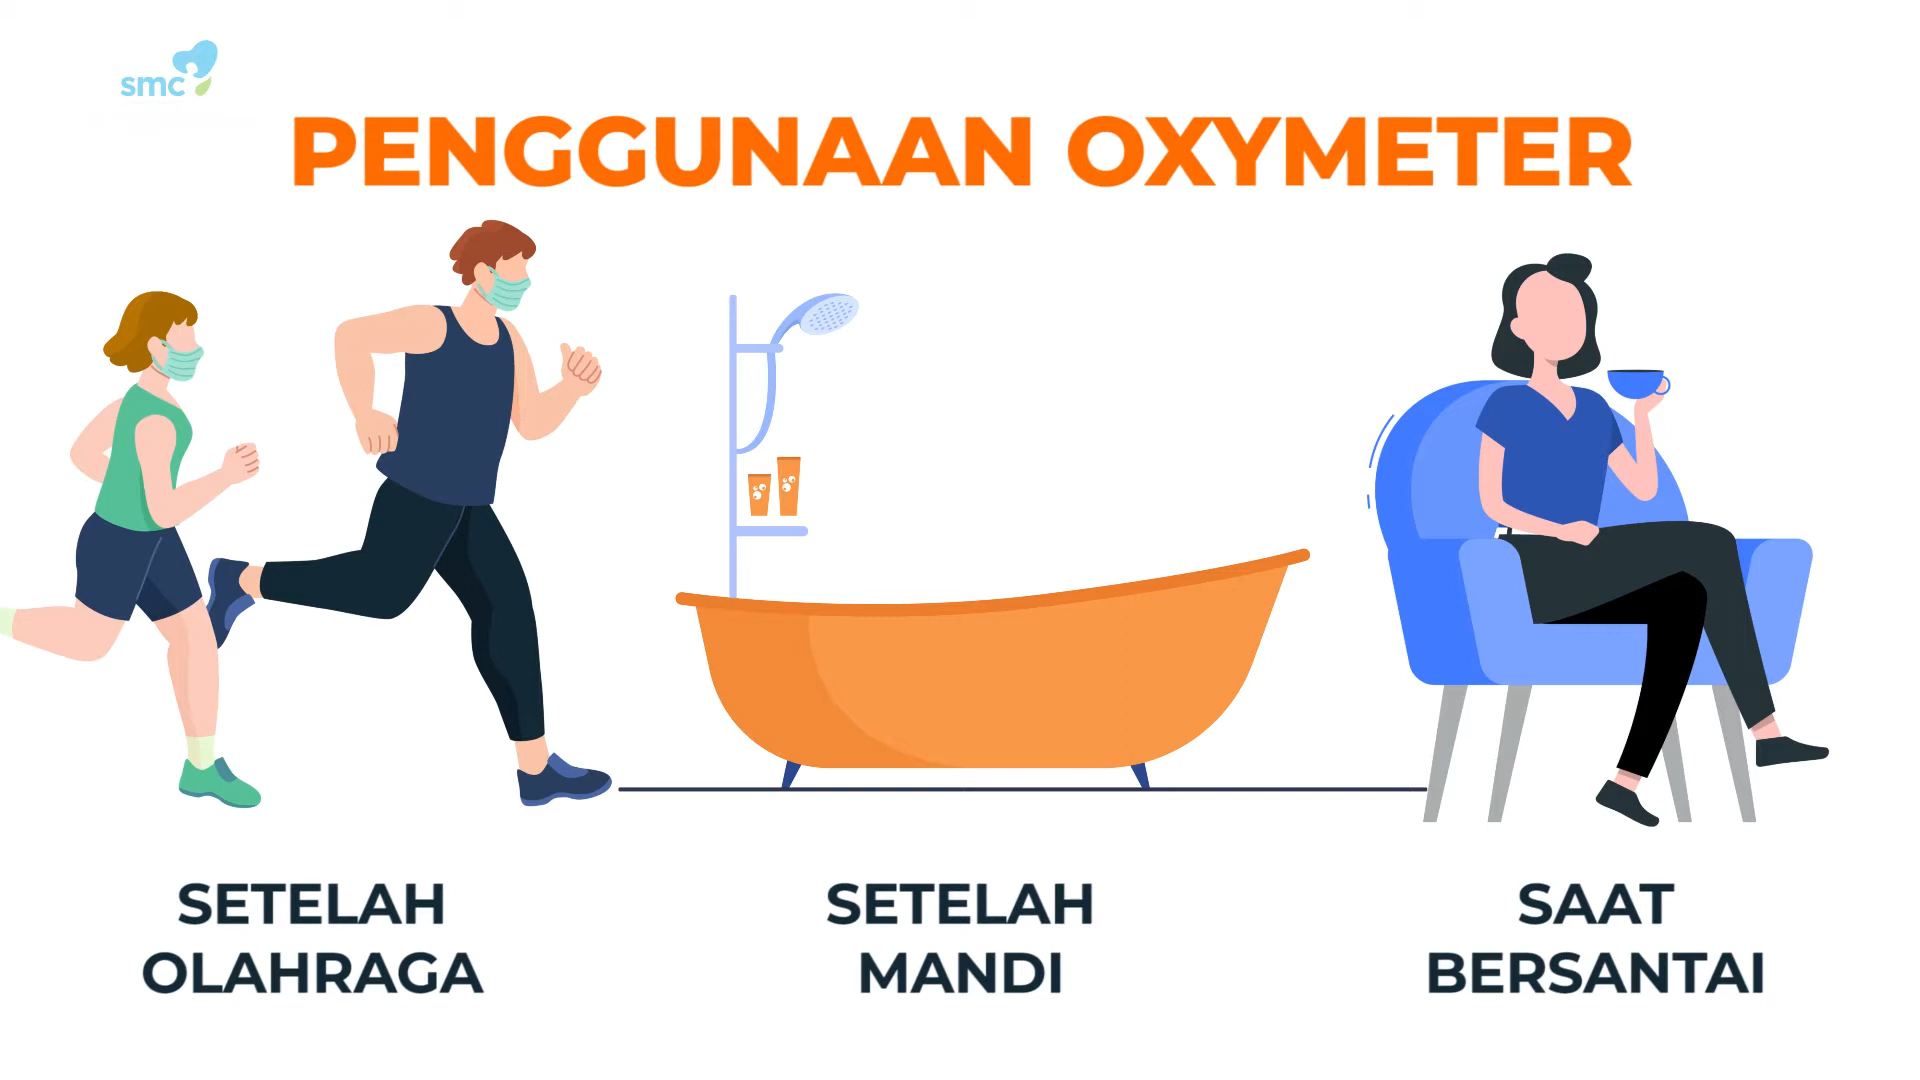 smc
PENGGUNAAN OXYMETER
SETELAH
OLAHRAGA
SETELAH
MANDI
SAAT
BERSANTAI